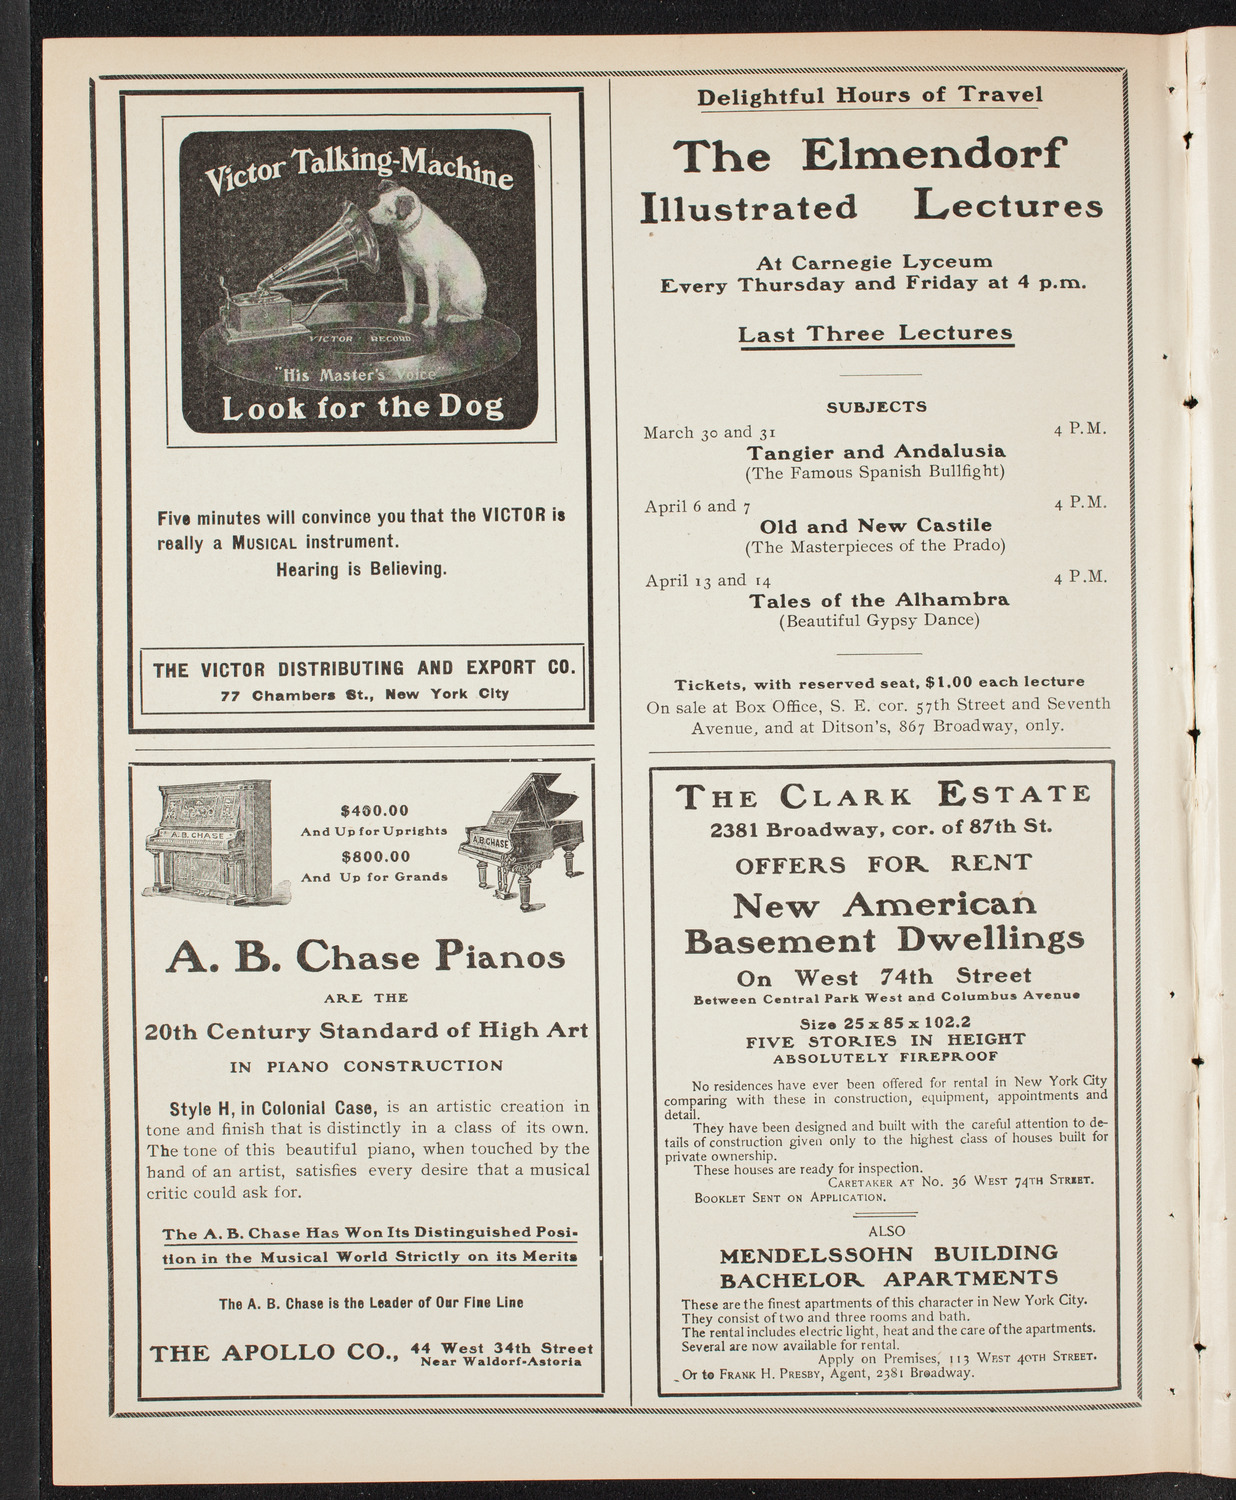 Victor Talking-Machine
VICTOR RECORD
"His Master's Voice"
Look for the Dog
Five minutes will convince you that the VICTOR is
really a MUSICAL instrument.
Hearing is Believing.
THE VICTOR DISTRIBUTING AND EXPORT CO.
77 Chambers St., New York City
$400.00
And Up for Uprights
$800.00
And Up for Grands
A.B. CHASE
A.B.CHASE
A. B. Chase Pianos
ARE THE
20th Century Standard of High Art
IN PIANO CONSTRUCTION
Style H, in Colonial Case, is an artistic creation in
tone and finish that is distinctly in a class of its own.
The tone of this beautiful piano, when touched by the
hand of an artist, satisfies every desire that a musical
critic could ask for.
The A. B. Chase Has Won Its Distinguished Posi-
tion in the Musical World Strictly on its Merits
The A. B. Chase is the Leader of Our Fine Line
THE APOLLO CO., 44 West 34th Street
Near Waldorf-Astoria
Delightful Hours of Travel
The Elmendorf
Illustrated Lectures
At Carnegie Lyceum
Every Thursday and Friday at 4 p.m.
Last Three Lectures
SUBJECTS
March 30 and 31 4 P.M.
Tangier and Andalusia
(The Famous Spanish Bullfight)
April 6 and 7 4 P.M.
Old and New Castile
(The Masterpieces of the Prado)
April 13 and 14 4 P.M.
Tales of the Alhambra
(Beautiful Gypsy Dance)
Tickets, with reserved seat, $1.00 each lecture
On sale at Box Office, S. E. cor. 57th Street and Seventh
Avenue, and at Ditson's, 867 Broadway, only.
THE CLARK ESTATE
2381 Broadway, cor. of 87th St.
OFFERS FOR RENT
New American
Basement Dwellings
On West 74th Street
Between Central Park West and Columbus Avenue
Size 25 x 85 x 102.2
FIVE STORIES IN HEIGHT
ABSOLUTELY FIREPROOF
No residences have ever been offered for rental in New York City
comparing with these in construction, equipment, appointments and
detail.
They have been designed and built with the careful attention to de-
tails of construction given only to the highest class of houses built for
private ownership.
These houses are ready for inspection.
CARETAKER AT NO. 36 WEST 74TH STREET.
BOOKLET SENT ON APPLICATION.
ALSO
MENDELSSOHN BUILDING
BACHELOR APARTMENTS
These are the finest apartments of this character in New York City.
They consist of two and three rooms and bath.
The rental includes electric light, heat and the care of the apartments.
Several are now available for rental.
Apply on Premises, 113 WEST 40TH STREET.
Or to FRANK H. PRESBY, Agent, 2381 Broadway.